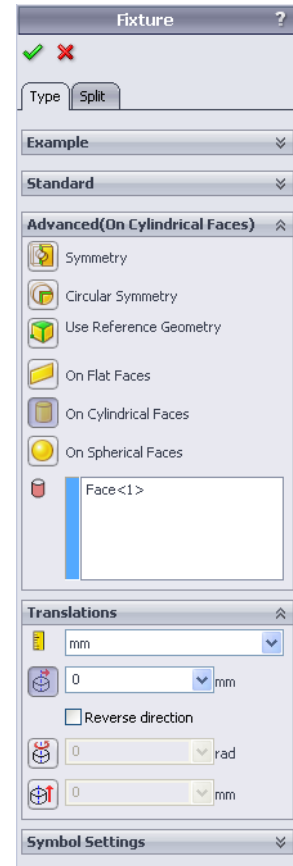 Fixture ?
Type Split
Example
Standard
Advanced(On Cylindrical Faces)
Symmetry
Circular Symmetry
Use Reference Geometry
On Flat Faces
On Cylindrical Faces
On Spherical Faces
Face<1>
Translations
mm
0 mm
Reverse direction
0 rad
0 mm
Symbol Settings